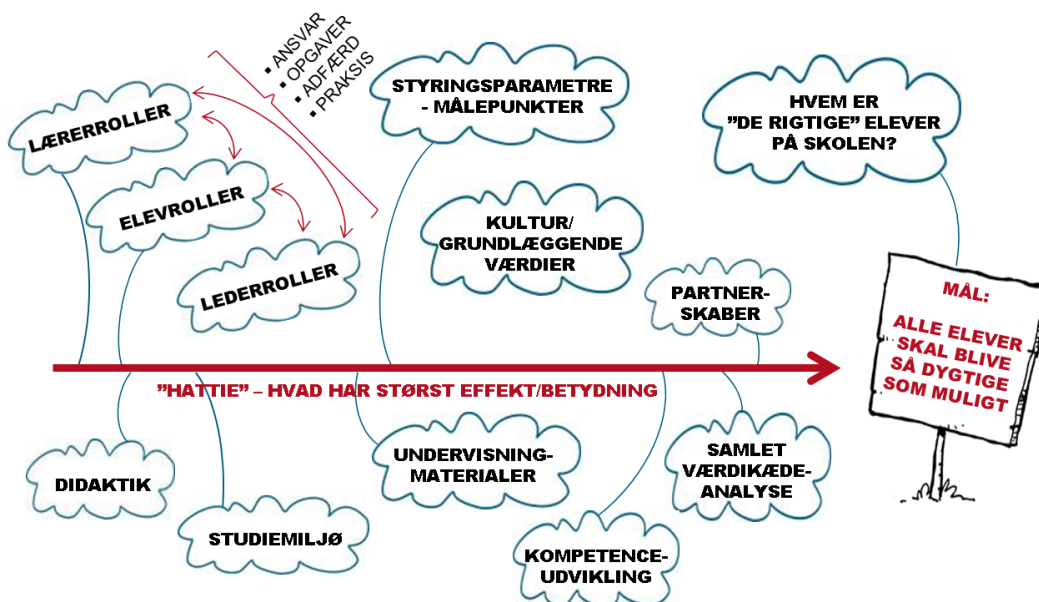 ▪ ANSVAR
▪ OPGAVER
▪ ADFÆRD
▪ PRAKSIS
LÆRERROLLER
ELEVROLLER
LEDERROLLER
STYRINGSPARAMETRE
- MÅLEPUNKTER
KULTUR/
GRUNDLÆGGENDE
VÆRDIER
HVEM ER
”DE RIGTIGE” ELEVER
PÅ SKOLEN?
PARTNER-
SKABER
MÅL:
ALLE ELEVER
SKAL BLIVE
SÅ DYGTIGE
SOM MULIGT
”HATTIE” – HVAD HAR STØRST EFFEKT/BETYDNING
DIDAKTIK
STUDIEMILJØ
UNDERVISNING-
MATERIALER
KOMPETENCE-
UDVIKLING
SAMLET
VÆRDIKÆDE-
ANALYSE